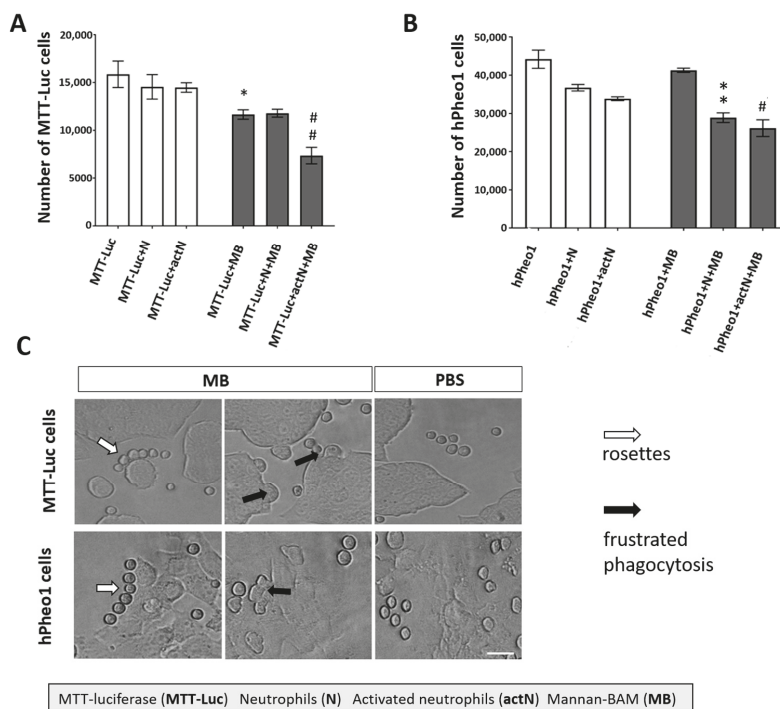 A
B
20,000
15,000
10,000
5000
0
Number of MTT-Luc cells
*
#
#
MTT-Luc
MTT-Luc+N
MTT-Luc+actN
MTT-Luc+MB
MTT-Luc+N+MB
MTT-Luc+actN+MB
50,000
40,000
30,000
20,000
10,000
0
Number of hPheo1 cells
*
*
#
hPheo1
hPheo1+N
hPheo1+actN
hPheo1+MB
hPheo1+N+MB
hPheo1+actN+MB
C
MB
PBS
MTT-Luc cells
hPheo1 cells
rosettes
frustrated
phagocytosis
MTT-luciferase (MTT-Luc) Neutrophils (N) Activated neutrophils (actN) Mannan-BAM (MB)